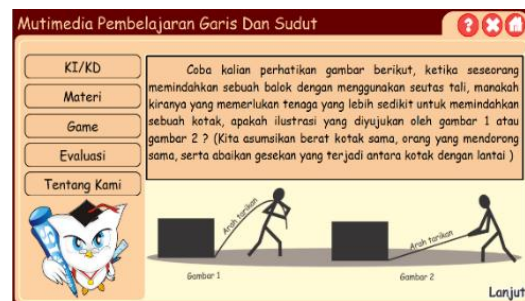 Mutimedia Pembelajaran Garis Dan Sudut
KI/KD
Materi
Game
Evaluasi
Tentang Kami
Coba kalian perhatikan gambar berikut, ketika seseorang
memindahkan sebuah balok dengan menggunakan seutas tali, manakah
kiranya yang memerlukan tenaga yang lebih sedikit untuk memindahkan
sebuah kotak, apakah ilustrasi yang diyujukan oleh gambar 1 atau
gambar 2 ? (Kita asumsikan berat kotak sama, orang yang mendorong
sama, serta abaikan gesekan yang terjadi antara kotak dengan lantai )
Arah tarikan
Arah tarikan
Gambar 1
Gambar 2
Lanjut